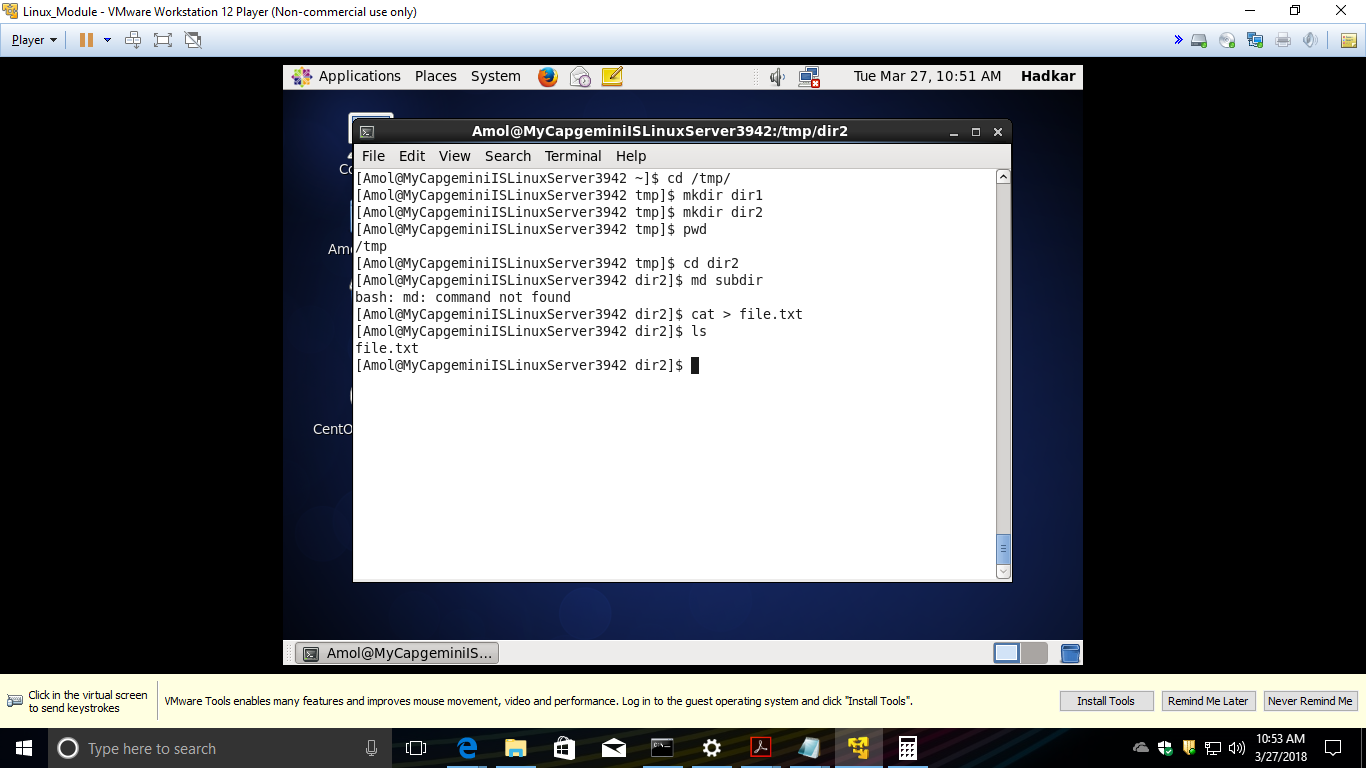 Linux_Module - VMware Workstation 12 Player (Non-commercial use only)
Player
Applications Places System Tue Mar 27, 10:51 AM Hadkar
Amol@MyCapgeminiISLinuxServer3942:/tmp/dir2
File Edit View Search Terminal Help
[Amol@MyCapgeminiISLinuxServer3942 ~]$ cd /tmp/
[Amol@MyCapgeminiISLinuxServer3942 tmp]$ mkdir dir1
[Amol@MyCapgeminiISLinuxServer3942 tmp]$ mkdir dir2
[Amol@MyCapgeminiISLinuxServer3942 tmp]$ pwd
/tmp
[Amol@MyCapgeminiISLinuxServer3942 tmp]$ cd dir2
[Amol@MyCapgeminiISLinuxServer3942 dir2]$ md subdir
bash: md: command not found
[Amol@MyCapgeminiISLinuxServer3942 dir2]$ cat > file.txt
[Amol@MyCapgeminiISLinuxServer3942 dir2]$ ls
file.txt
[Amol@MyCapgeminiISLinuxServer3942 dir2]$
CentO
Amol@MyCapgeminiIS...
Click in the virtual screen
to send keystrokes
VMware Tools enables many features and improves mouse movement, video and performance. Log in to the guest operating system and click "Install Tools".
Install Tools Remind Me Later Never Remind Me
Type here to search
10:53 AM
3/27/2018